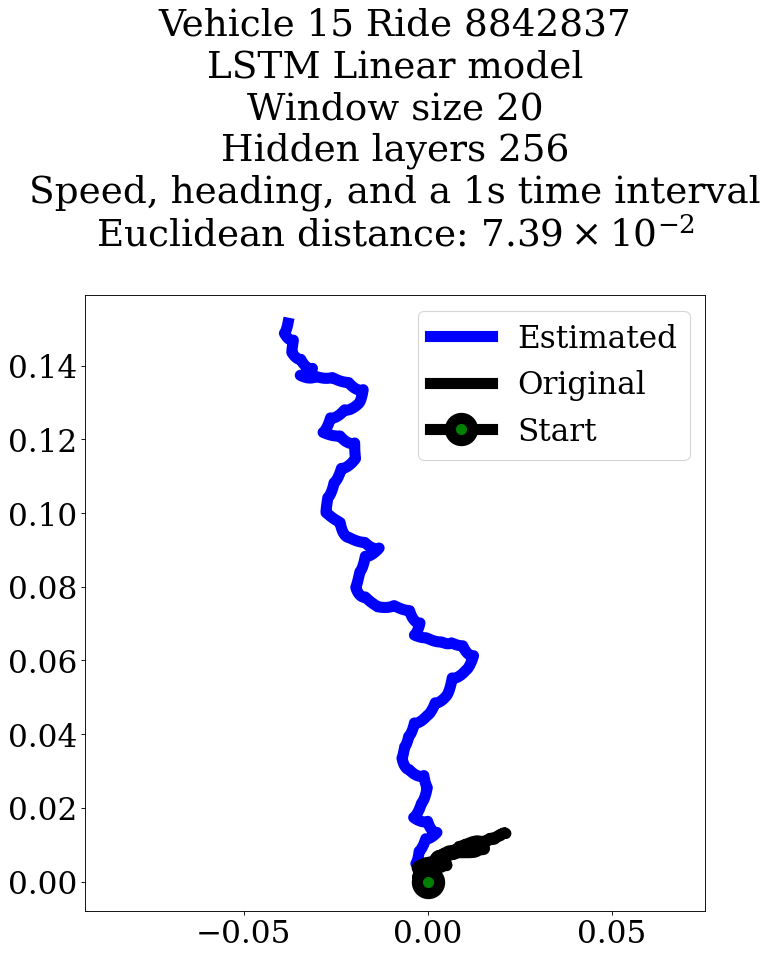 Vehicle 15 Ride 8842837
LSTM Linear model
Window size 20
Hidden layers 256
Speed, heading, and a 1s time interval
Euclidean distance: 7.39 × 10⁻²
Estimated
Original
Start
0.14
0.12
0.10
0.08
0.06
0.04
0.02
0.00
−0.05 0.00 0.05